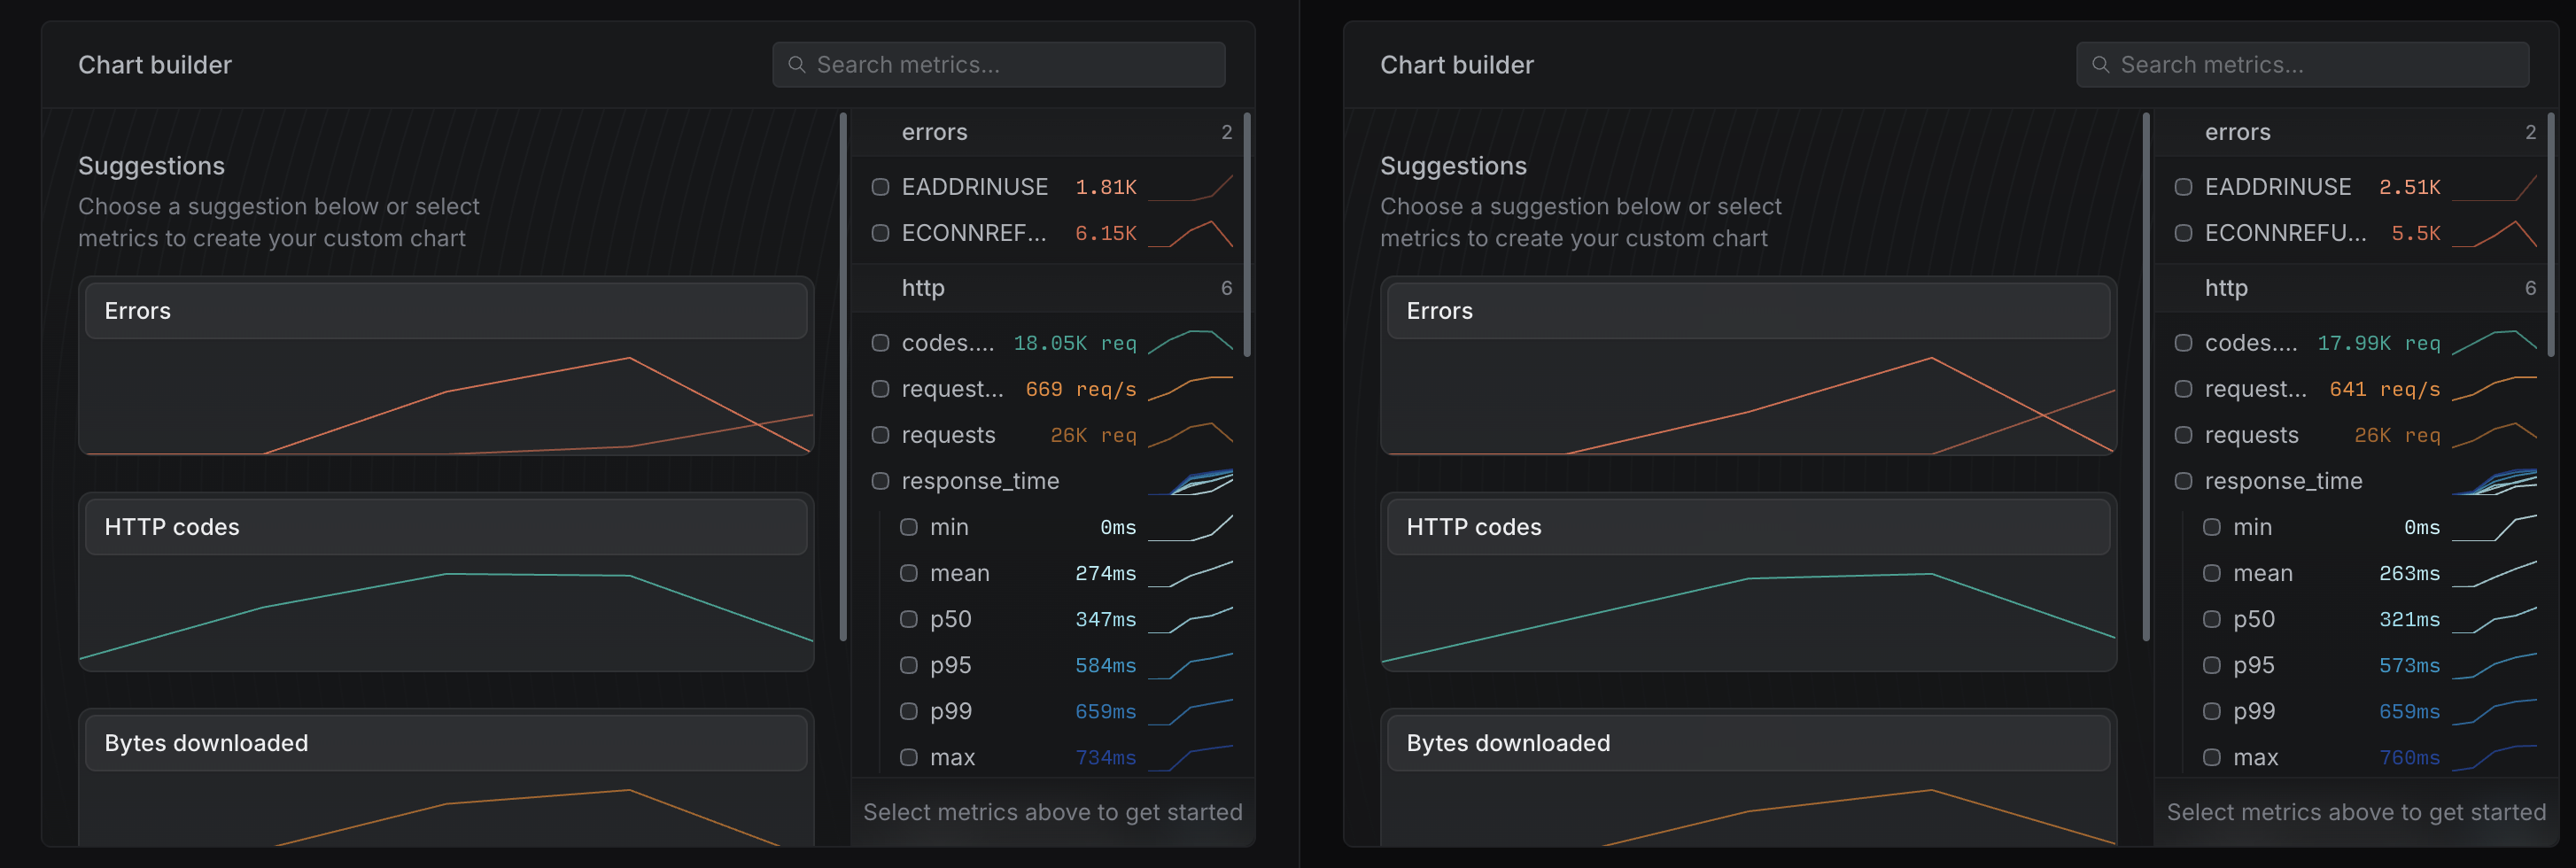 Chart builder
Search metrics...
Suggestions
Choose a suggestion below or select
metrics to create your custom chart
Errors
HTTP codes
Bytes downloaded
errors 2
EADDRINUSE 1.81K
ECONNREF... 6.15K
http 6
codes.... 18.05K req
request... 669 req/s
requests 26K req
response_time
min 0ms
mean 274ms
p50 347ms
p95 584ms
p99 659ms
max 734ms
Select metrics above to get started
Chart builder
Search metrics...
Suggestions
Choose a suggestion below or select
metrics to create your custom chart
Errors
HTTP codes
Bytes downloaded
errors 2
EADDRINUSE 2.51K
ECONNREFU... 5.5K
http 6
codes.... 17.99K req
request... 641 req/s
requests 26K req
response_time
min 0ms
mean 263ms
p50 321ms
p95 573ms
p99 659ms
max 760ms
Select metrics above to get started